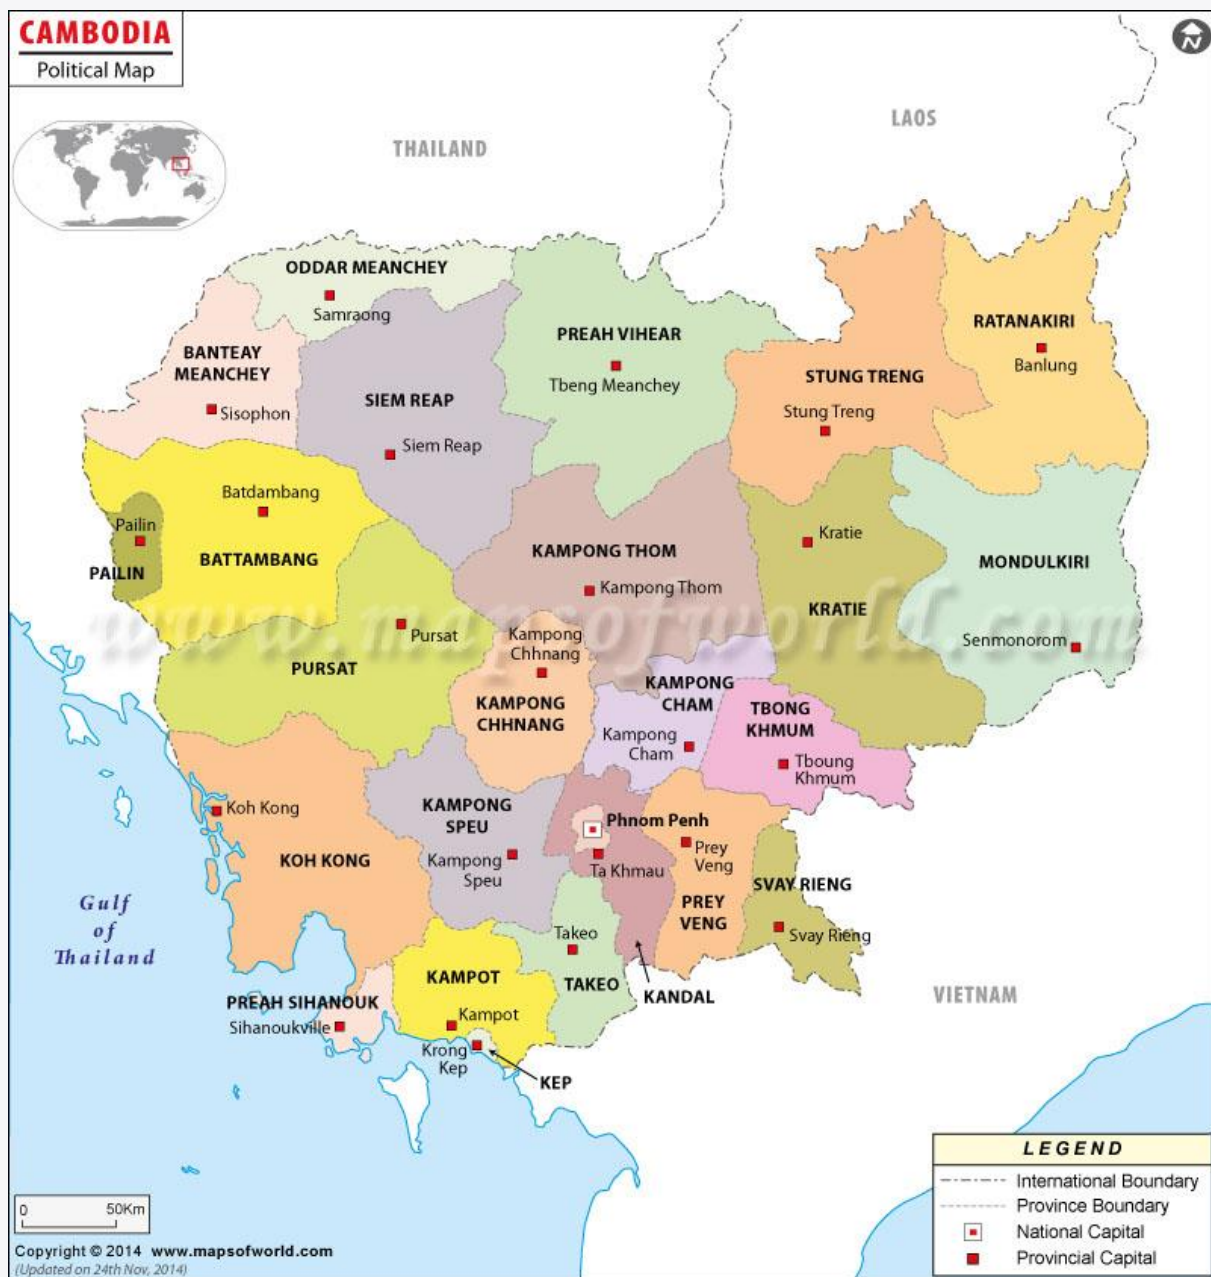 CAMBODIA
Political Map
N
THAILAND
LAOS
ODDAR MEANCHEY
Samraong
BANTEAY
MEANCHEY
Sisophon
SIEM REAP
Siem Reap
PREAH VIHEAR
Tbeng Meanchey
STUNG TRENG
Stung Treng
RATANAKIRI
Banlung
Batdambang
BATTAMBANG
Pailin
PAILIN
KAMPONG THOM
Kampong Thom
Kratie
KRATIE
MONDULKIRI
Senmonorom
www.mapsofworld.com
Pursat
PURSAT
Kampong
Chhnang
KAMPONG
CHHNANG
KAMPONG
CHAM
Kampong
Cham
TBONG
KHMUM
Tboung
Khmum
Koh Kong
KOH KONG
KAMPONG
SPEU
Kampong
Speu
Phnom Penh
Ta Khmau
Prey
Veng
PREY
VENG
SVAY RIENG
Svay Rieng
Gulf
of
Thailand
Takeo
TAKEO
KANDAL
KAMPOT
Kampot
PREAH SIHANOUK
Sihanoukville
Krong
Kep
KEP
VIETNAM
LEGEND
International Boundary
Province Boundary
National Capital
Provincial Capital
0 50Km
Copyright © 2014 www.mapsofworld.com
(Updated on 24th Nov, 2014)